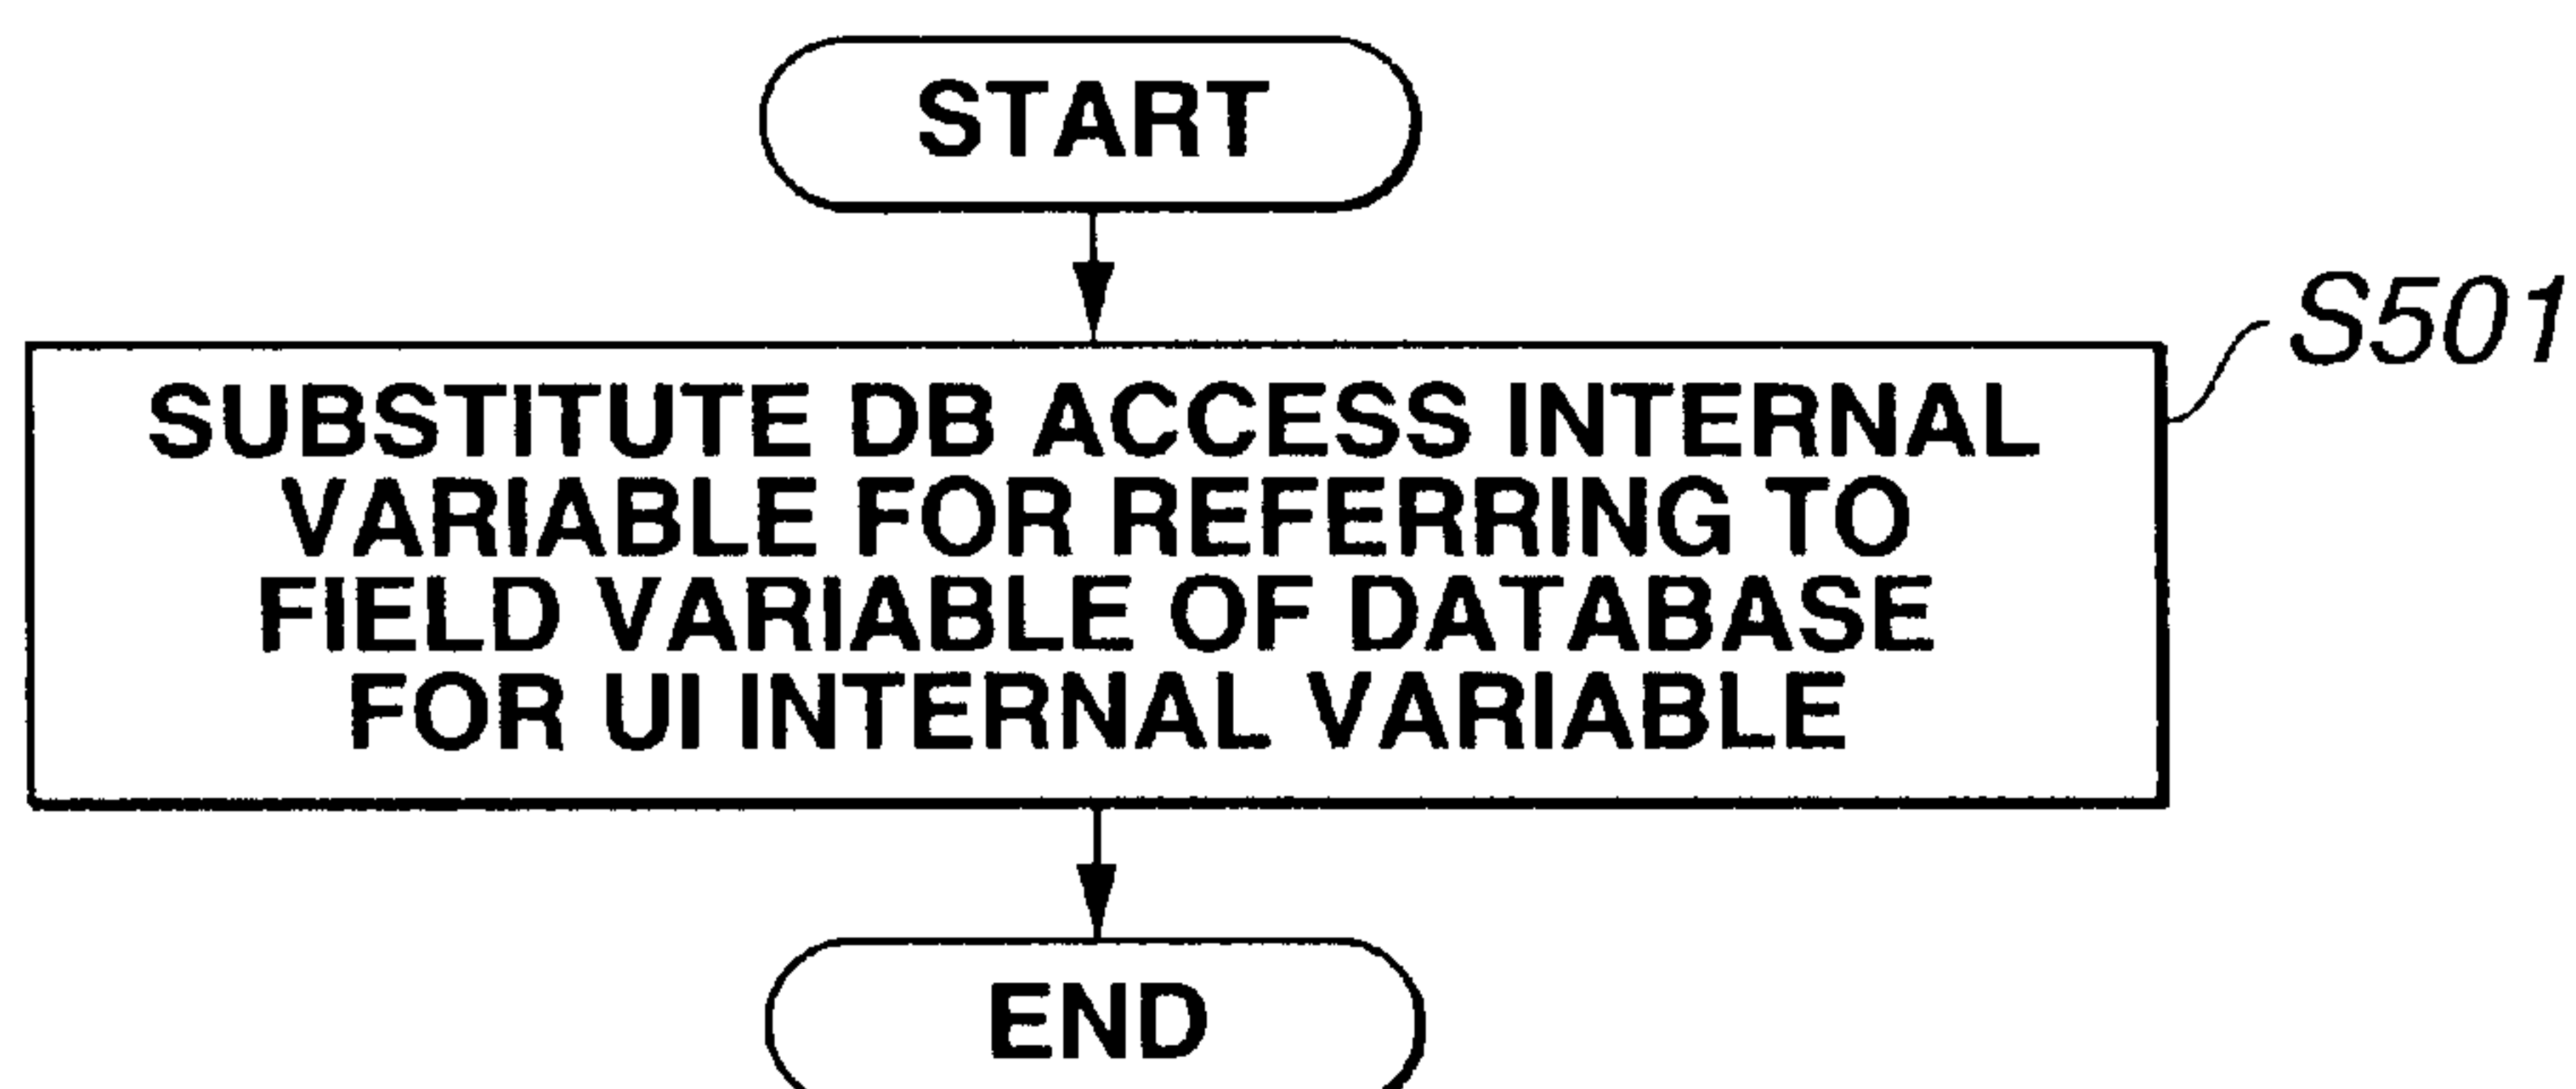 START
S501
SUBSTITUTE DB ACCESS INTERNAL
VARIABLE FOR REFERRING TO
FIELD VARIABLE OF DATABASE
FOR UI INTERNAL VARIABLE
END